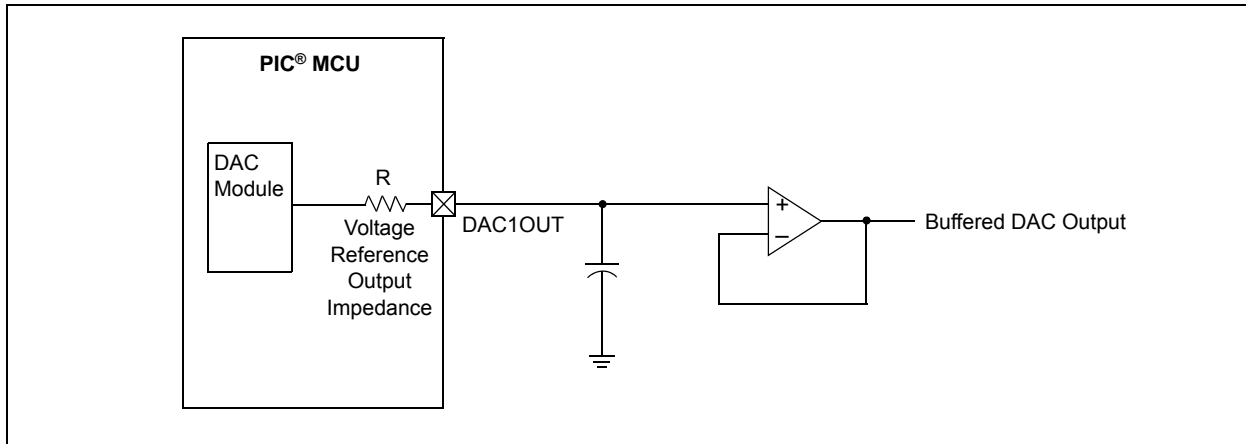 PIC® MCU
DAC
Module
R
Voltage
Reference
Output
Impedance
DAC1OUT
+
–
Buffered DAC Output